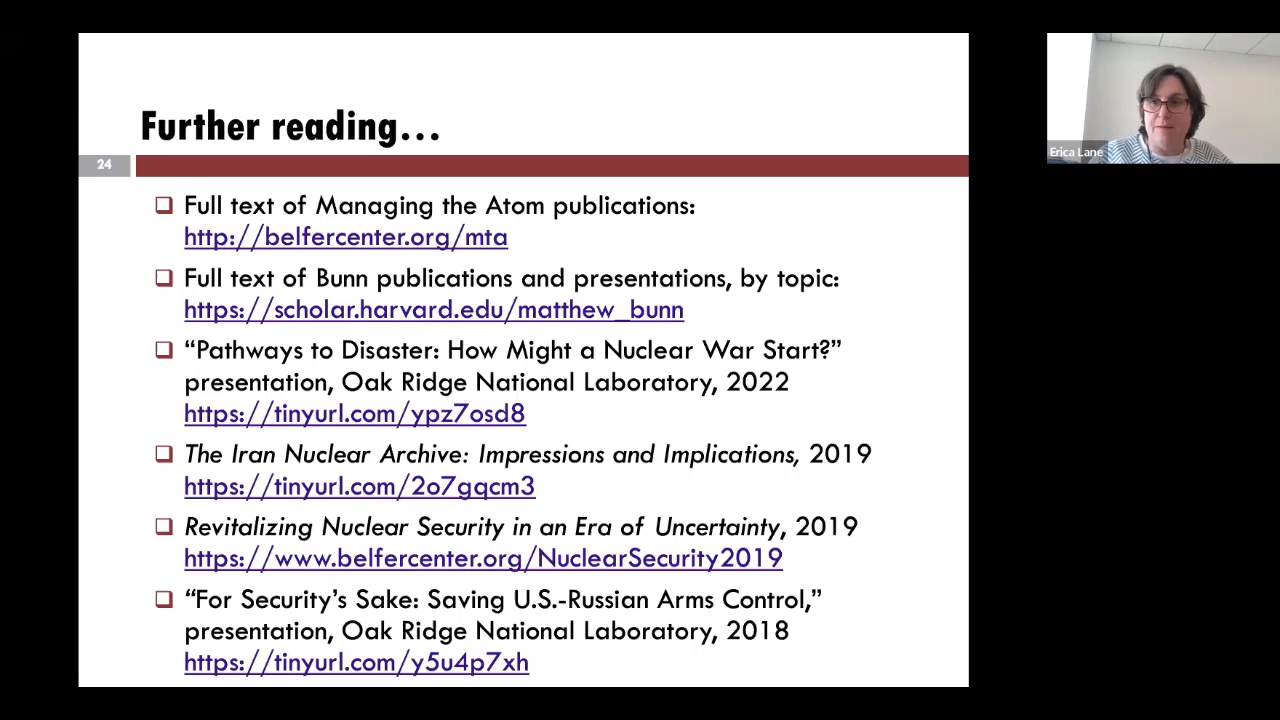 Further reading...
24
Full text of Managing the Atom publications:
http://belfercenter.org/mta
Full text of Bunn publications and presentations, by topic:
https://scholar.harvard.edu/matthew_bunn
“Pathways to Disaster: How Might a Nuclear War Start?”
presentation, Oak Ridge National Laboratory, 2022
https://tinyurl.com/ypz7osd8
The Iran Nuclear Archive: Impressions and Implications, 2019
https://tinyurl.com/2o7gqcm3
Revitalizing Nuclear Security in an Era of Uncertainty, 2019
https://www.belfercenter.org/NuclearSecurity2019
“For Security’s Sake: Saving U.S.-Russian Arms Control,”
presentation, Oak Ridge National Laboratory, 2018
https://tinyurl.com/y5u4p7xh
Erica Lane